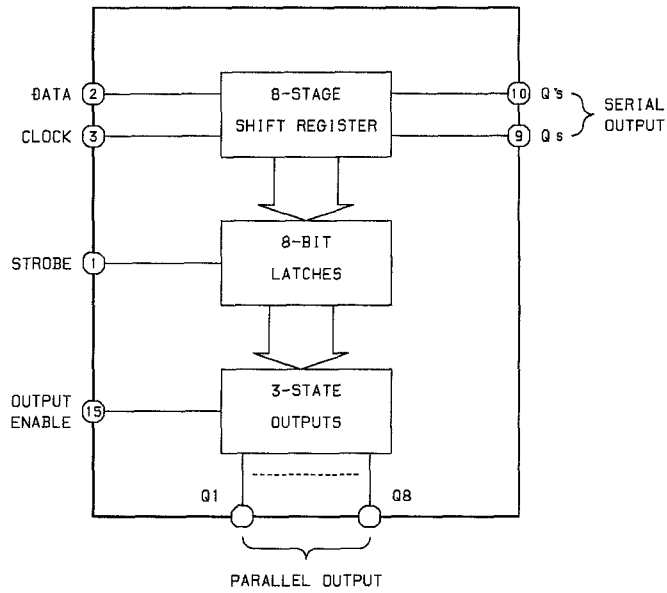 DATA 2 8-STAGE 10 Q's
CLOCK 3 SHIFT REGISTER 9 Qs
SERIAL
OUTPUT
STROBE 1 8-BIT
LATCHES
OUTPUT
ENABLE 15 3-STATE
OUTPUTS
Q1 Q8
PARALLEL OUTPUT